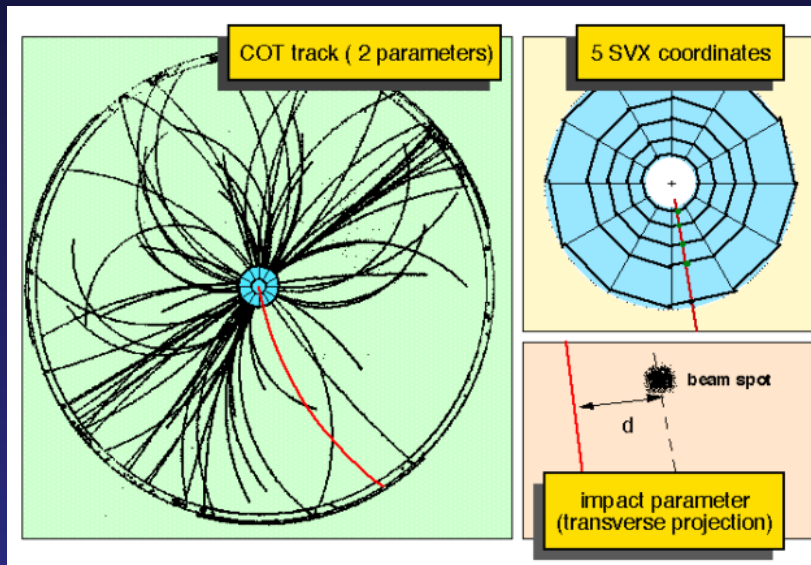 COT track ( 2 parameters)
5 SVX coordinates
beam spot
d
impact parameter
(transverse projection)